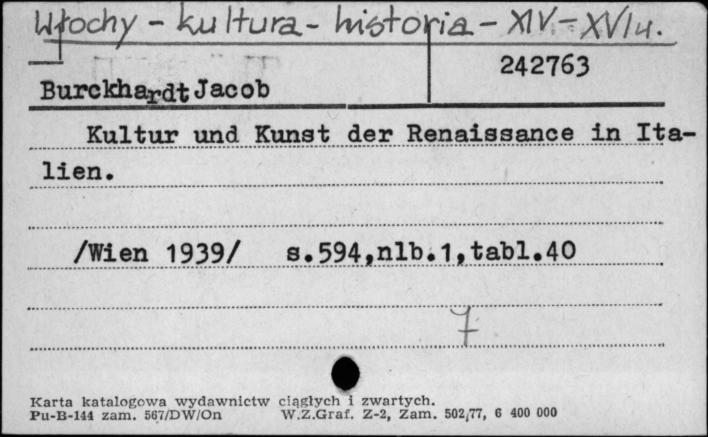 Włochy - kultura - historia - XIV - XVI w.
242763
Burckhardt Jacob
Kultur und Kunst der Renaissance in Ita-
lien.
/Wien 1939/ s.594,nlb.1,tabl.40
7
Karta katalogowa wydawnictw ciągłych i zwartych.
Pu-B-144 zam. 567/DW/On W.Z.Graf. Z-2, Zam. 502/77, 6 400 000